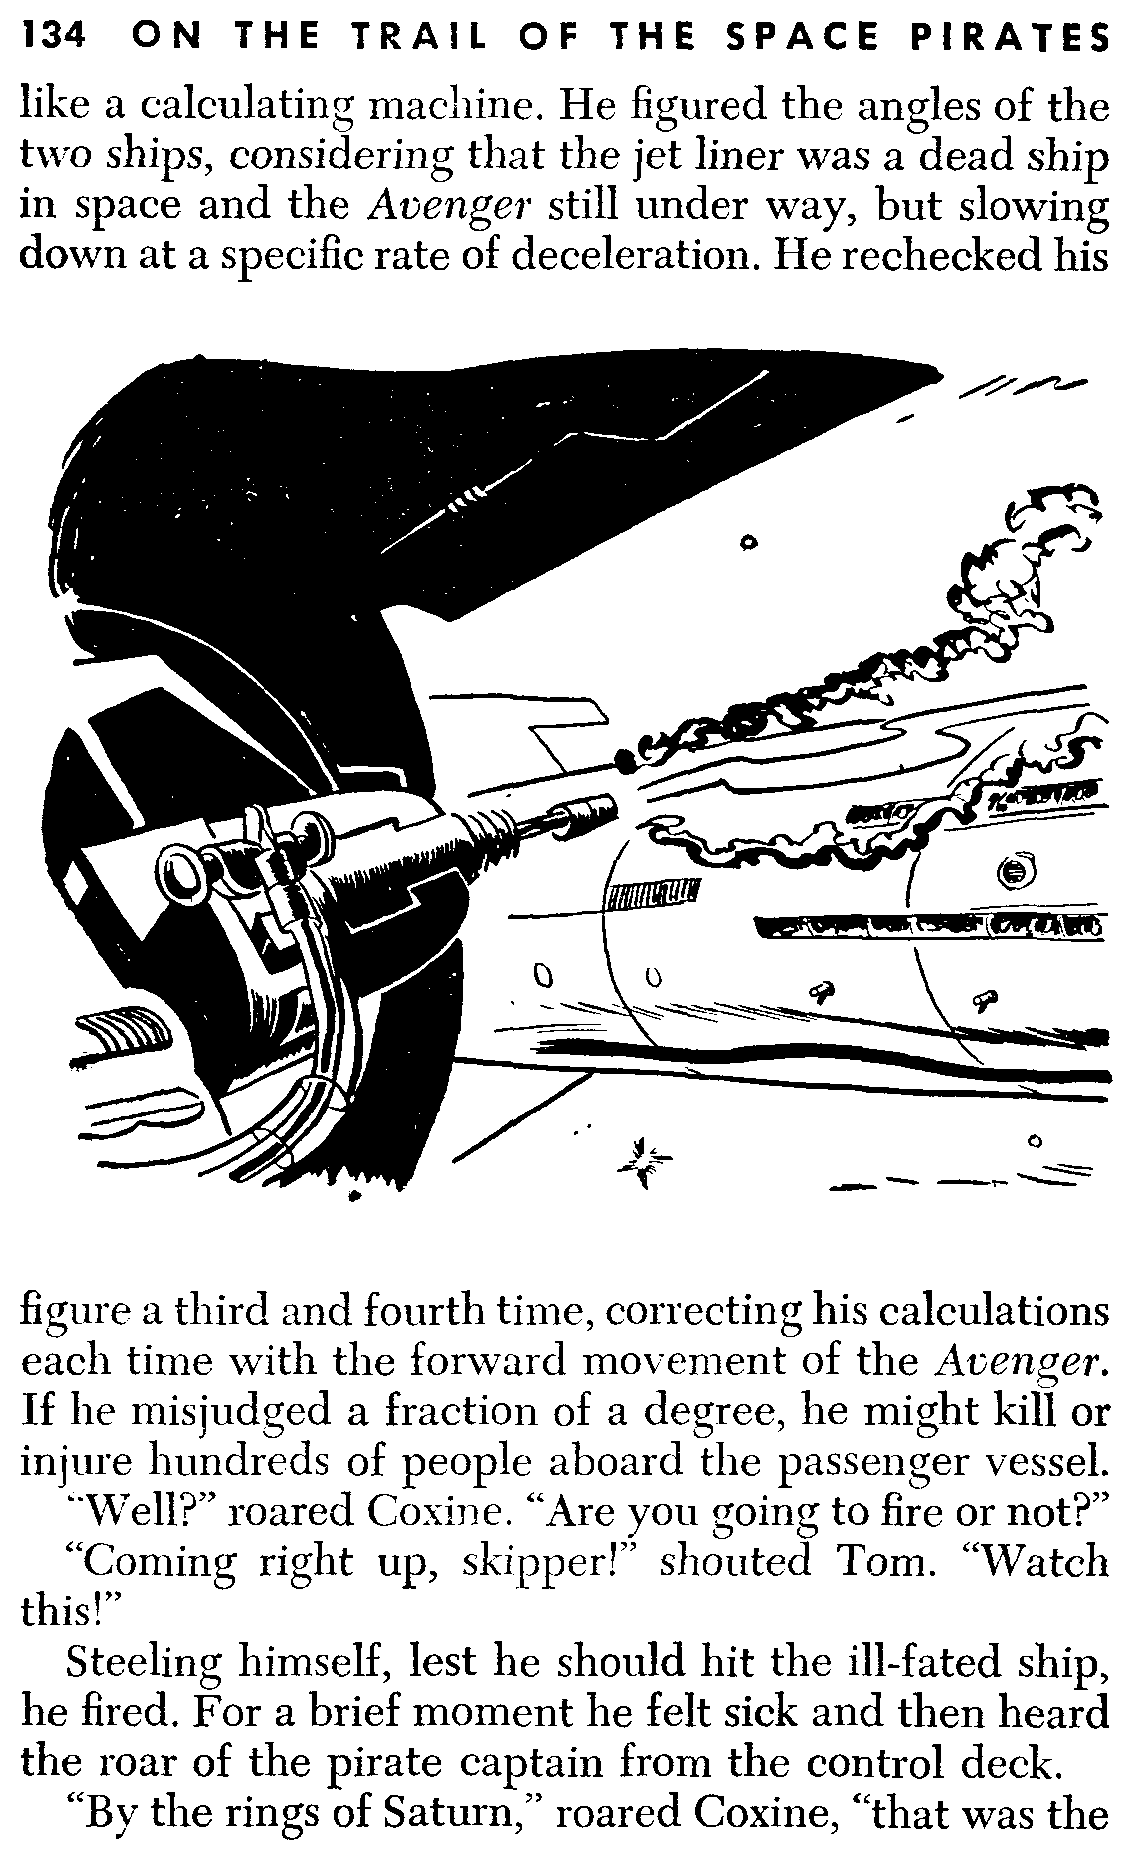 134 ON THE TRAIL OF THE SPACE PIRATES
like a calculating machine. He figured the angles of the
two ships, considering that the jet liner was a dead ship
in space and the Avenger still under way, but slowing
down at a specific rate of deceleration. He rechecked his
figure a third and fourth time, correcting his calculations
each time with the forward movement of the Avenger.
If he misjudged a fraction of a degree, he might kill or
injure hundreds of people aboard the passenger vessel.
“Well?” roared Coxine. “Are you going to fire or not?”
“Coming right up, skipper!” shouted Tom. “Watch
this!”
Steeling himself, lest he should hit the ill-fated ship,
he fired. For a brief moment he felt sick and then heard
the roar of the pirate captain from the control deck.
“By the rings of Saturn,” roared Coxine, “that was the